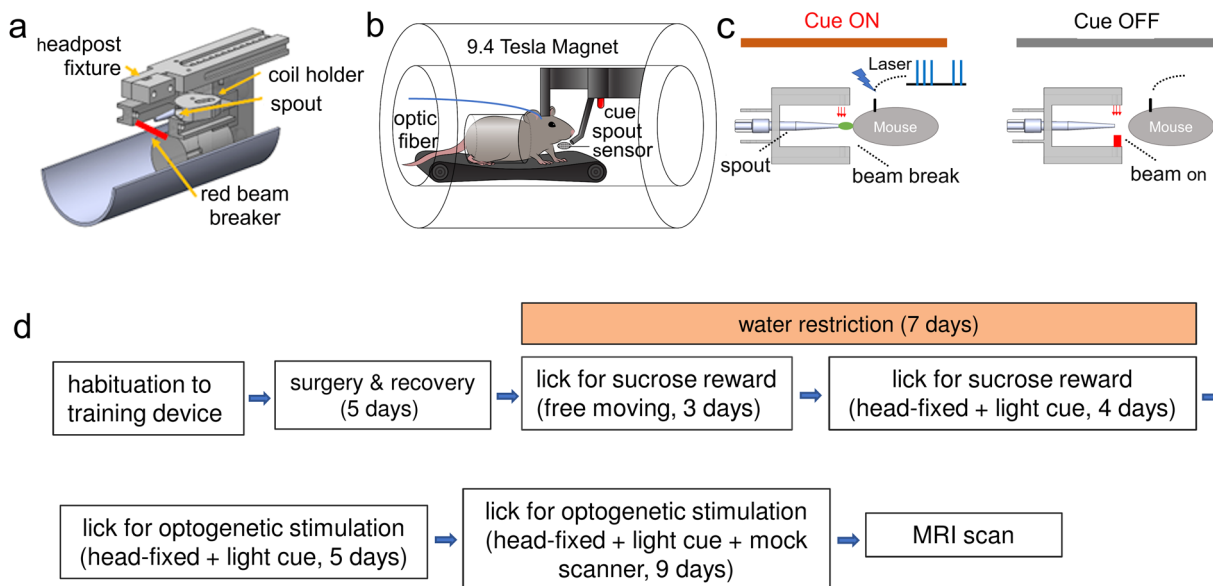 a
headpost
fixture
coil holder
spout
red beam
breaker
b
9.4 Tesla Magnet
optic
fiber
cue
spout
sensor
c
Cue ON
Cue OFF
Laser
Mouse
Mouse
spout
beam break
beam on
d
water restriction (7 days)
habituation to
training device
surgery & recovery
(5 days)
lick for sucrose reward
(free moving, 3 days)
lick for sucrose reward
(head-fixed + light cue, 4 days)
lick for optogenetic stimulation
(head-fixed + light cue, 5 days)
lick for optogenetic stimulation
(head-fixed + light cue + mock
scanner, 9 days)
MRI scan